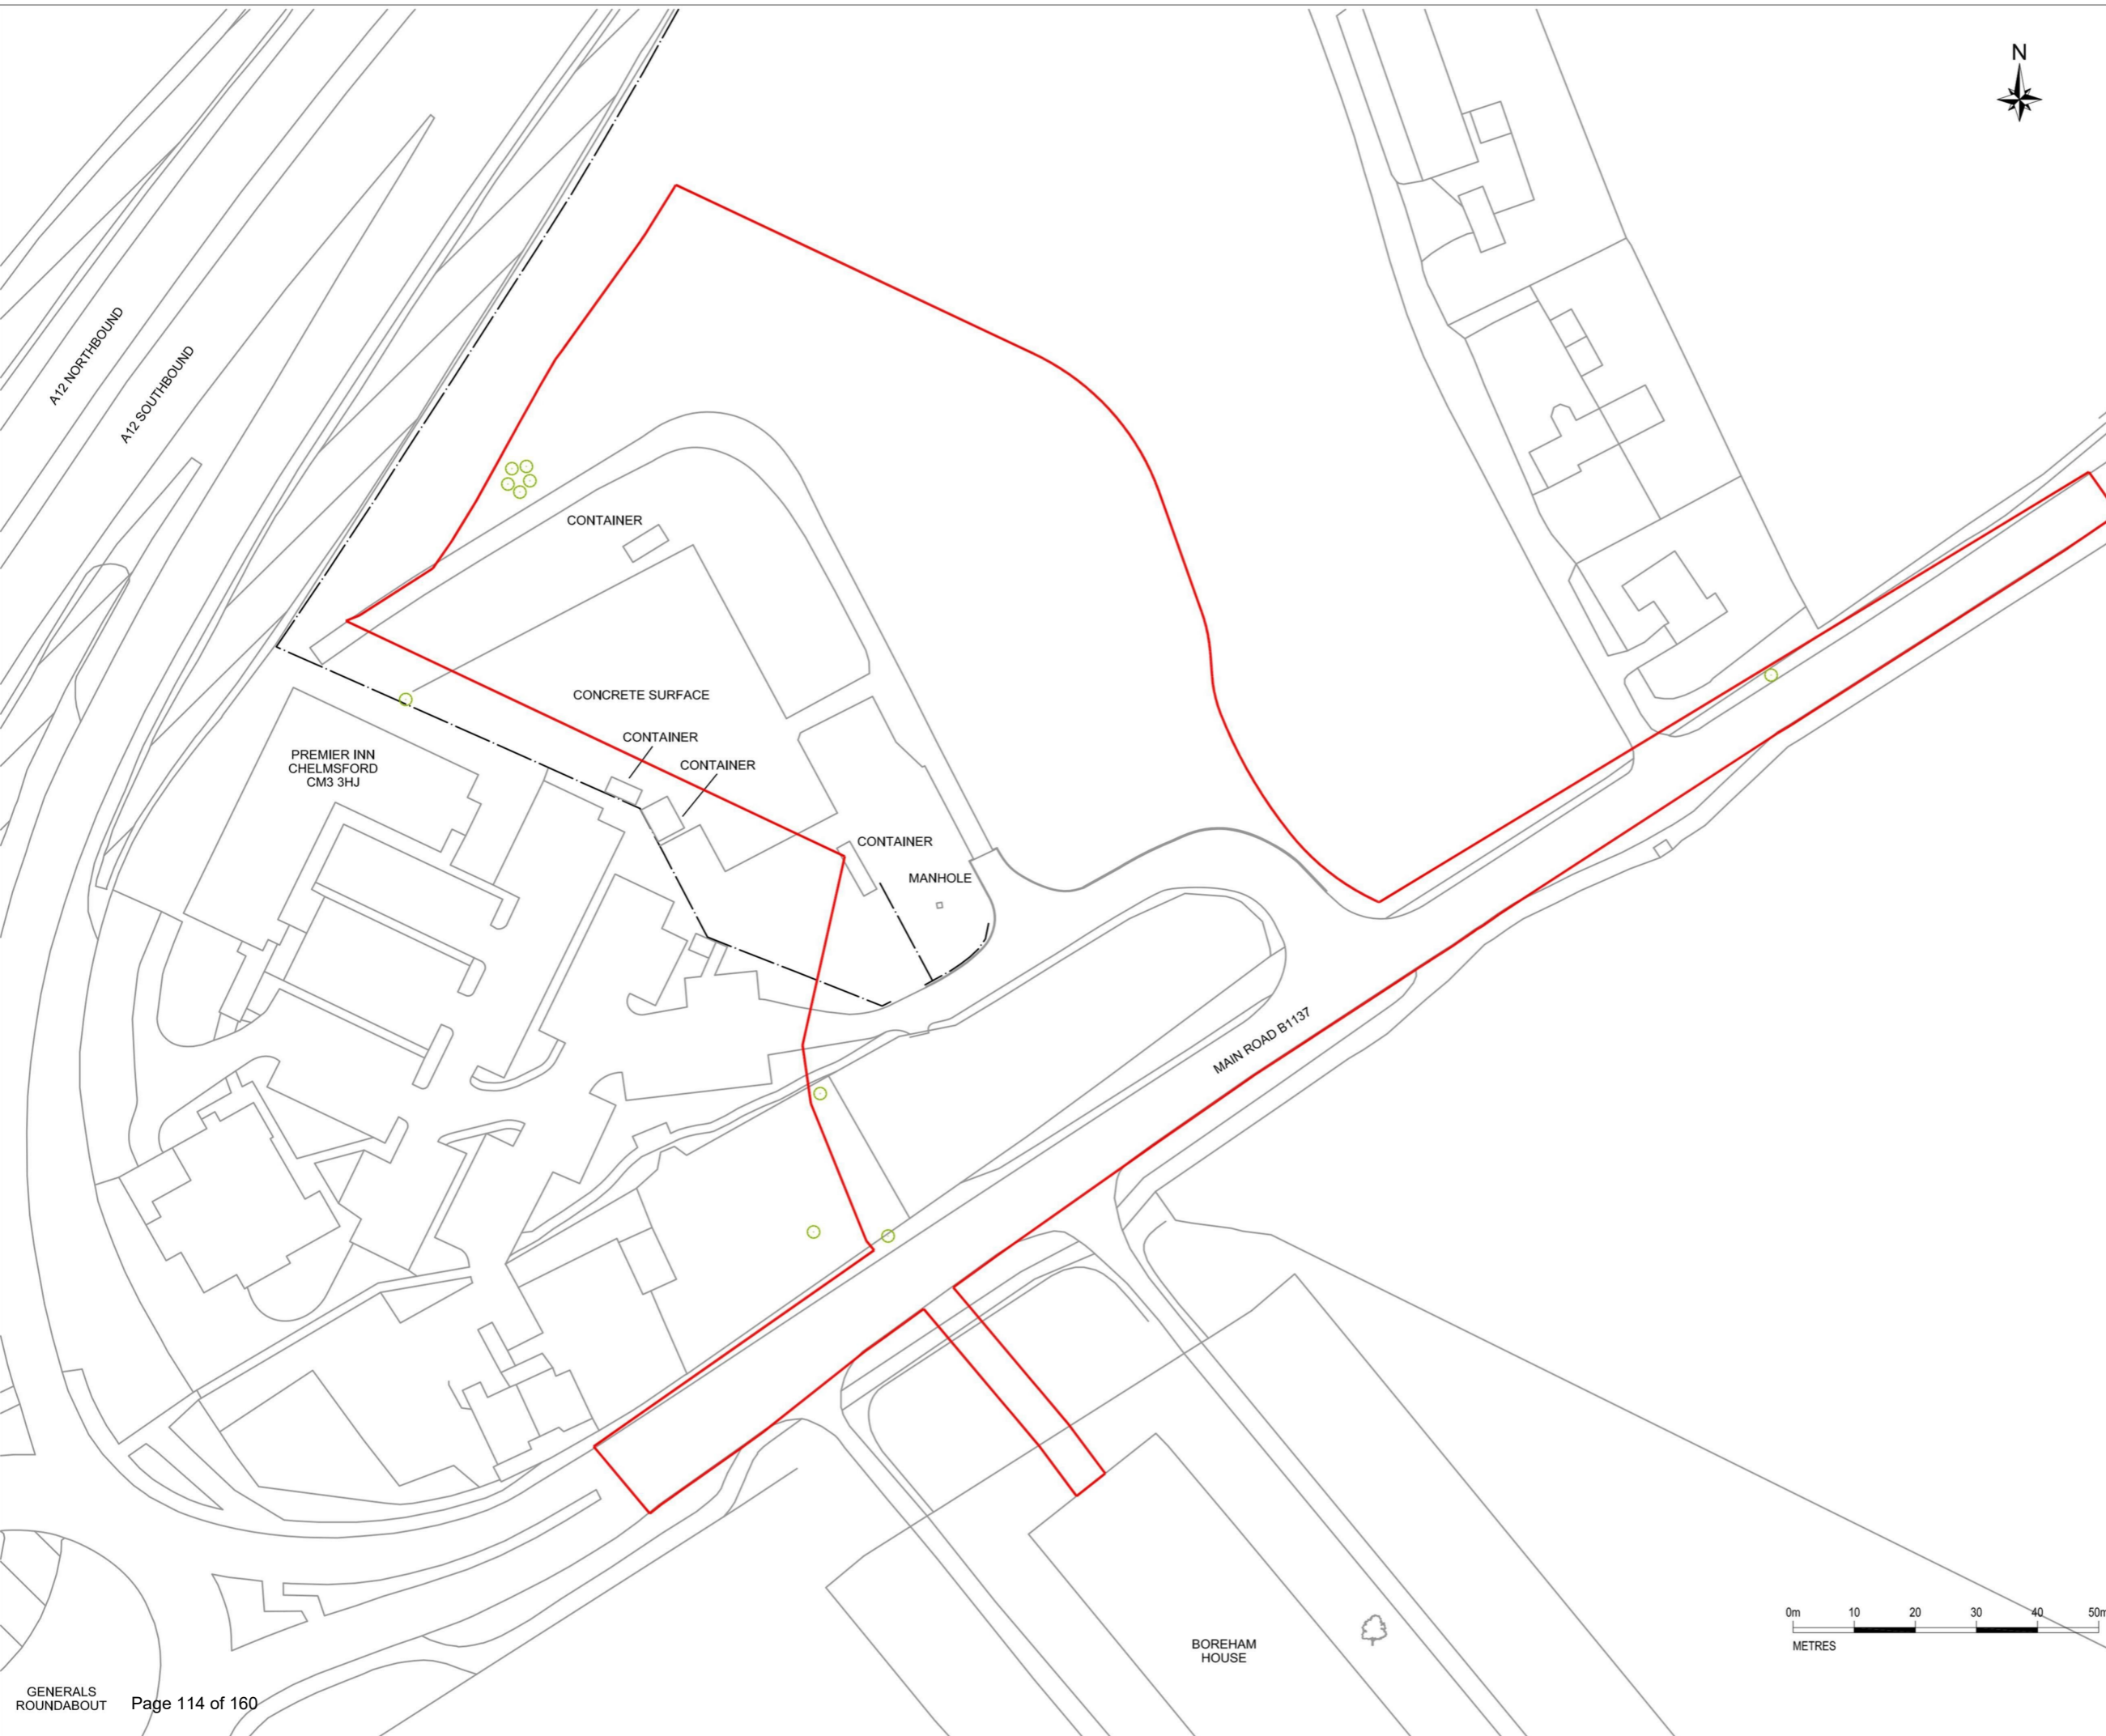 N
A12 NORTHBOUND
A12 SOUTHBOUND
CONTAINER
CONCRETE SURFACE
CONTAINER
CONTAINER
PREMIER INN
CHELMSFORD
CM3 3HJ
CONTAINER
MANHOLE
MAIN ROAD B1137
0m 10 20 30 40 50m
METRES
BOREHAM
HOUSE
GENERALS
ROUNDABOUT
Page 114 of 160